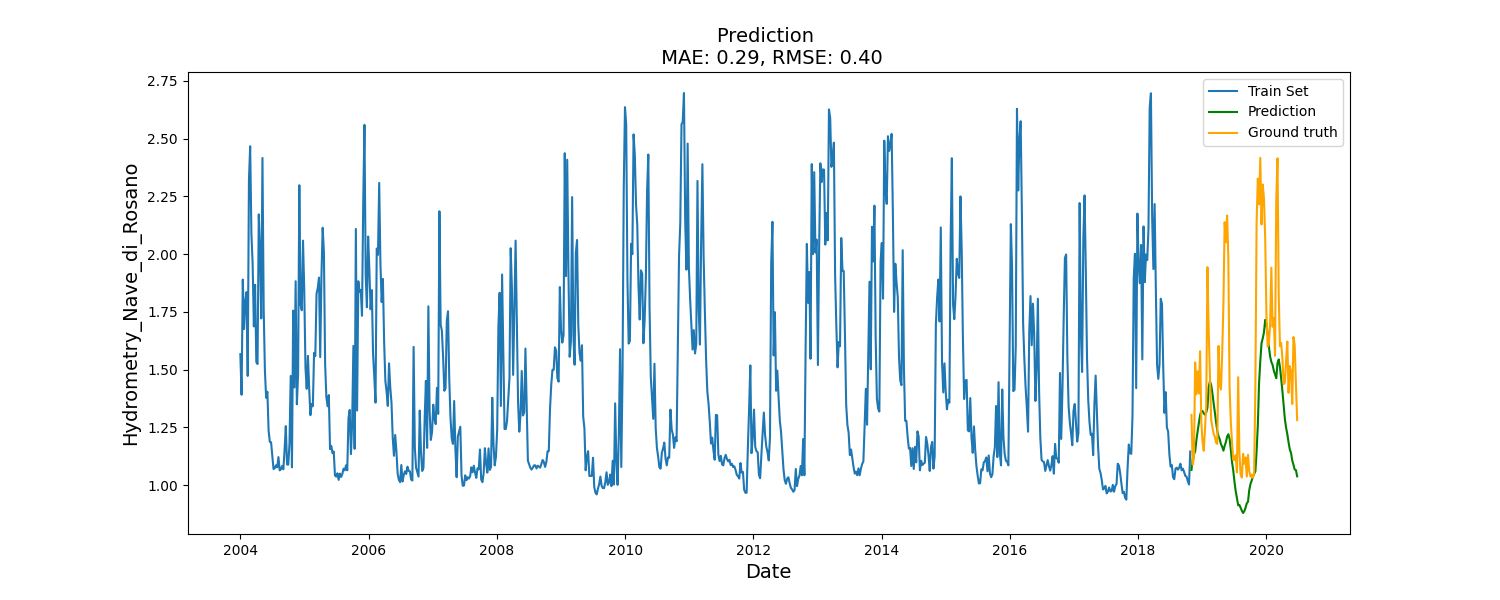 Prediction
MAE: 0.29, RMSE: 0.40
2.75
2.50
2.25
2.00
1.75
1.50
1.25
1.00
Hydrometry_Nave_di_Rosano
Train Set
Prediction
Ground truth
2004 2006 2008 2010 2012 2014 2016 2018 2020
Date